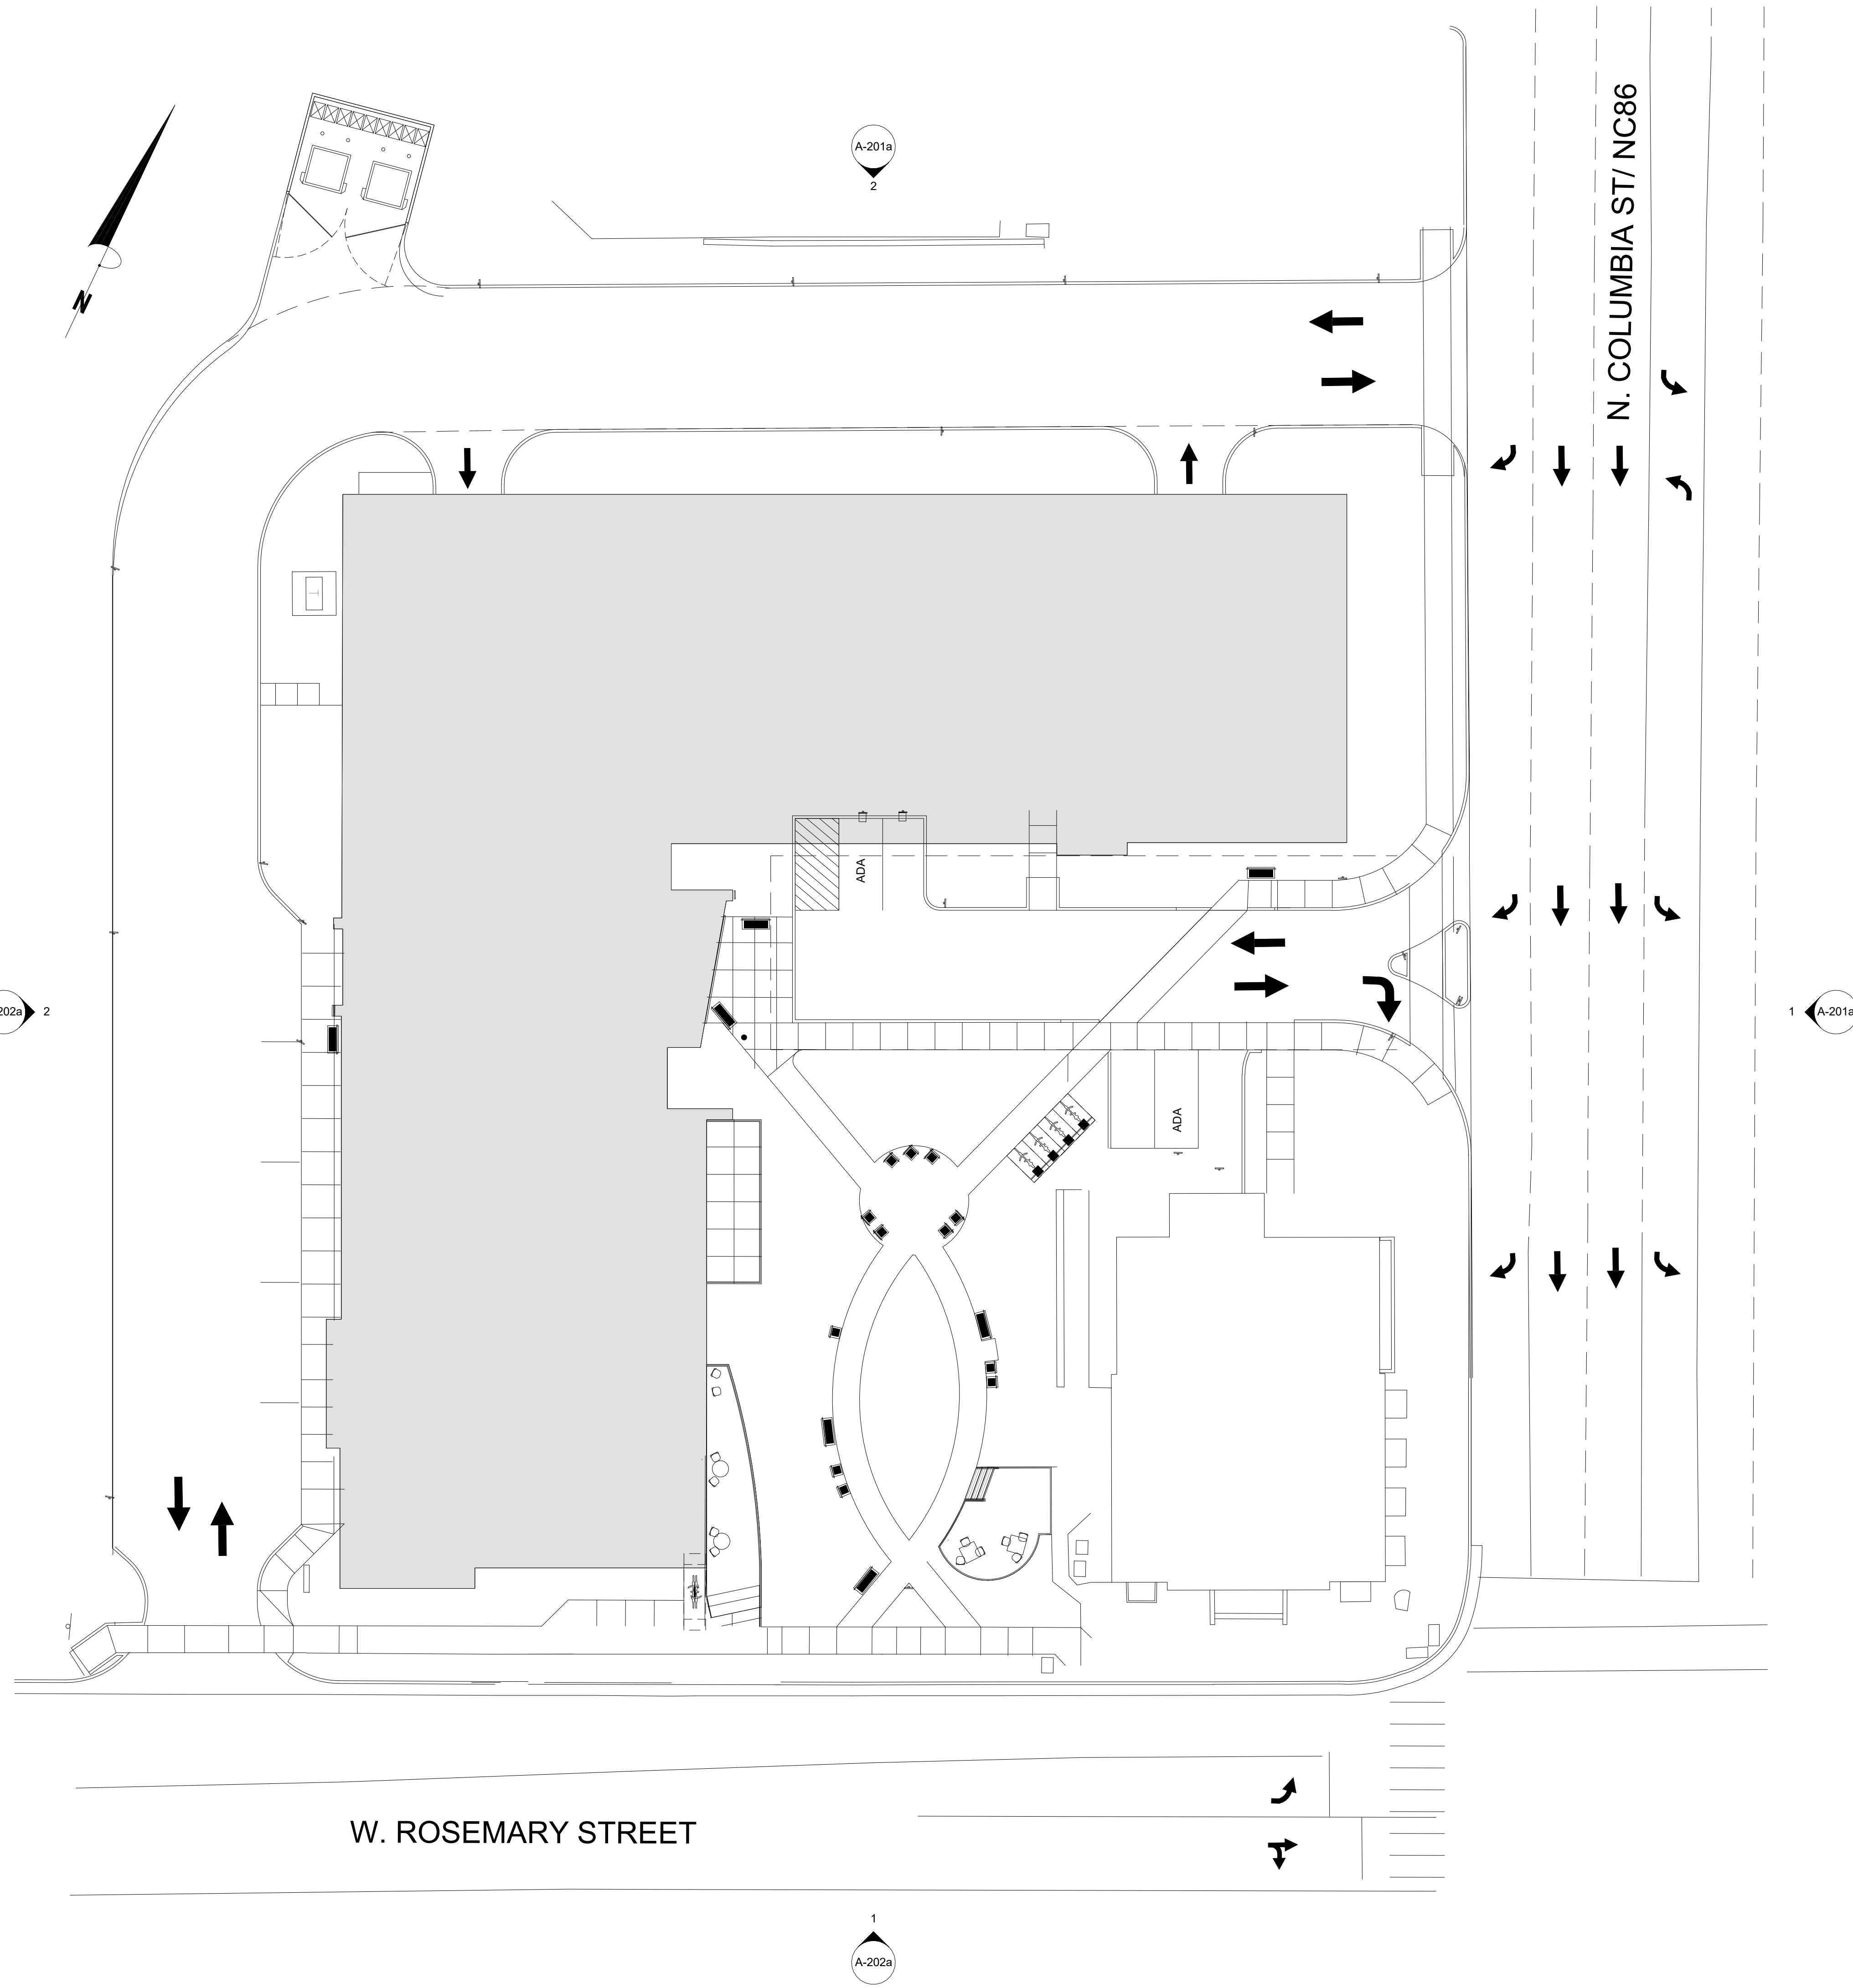 A-201a
2
N. COLUMBIA ST/ NC86
N
ADA
202a
2
1
A-201a
ADA
W. ROSEMARY STREET
1
A-202a